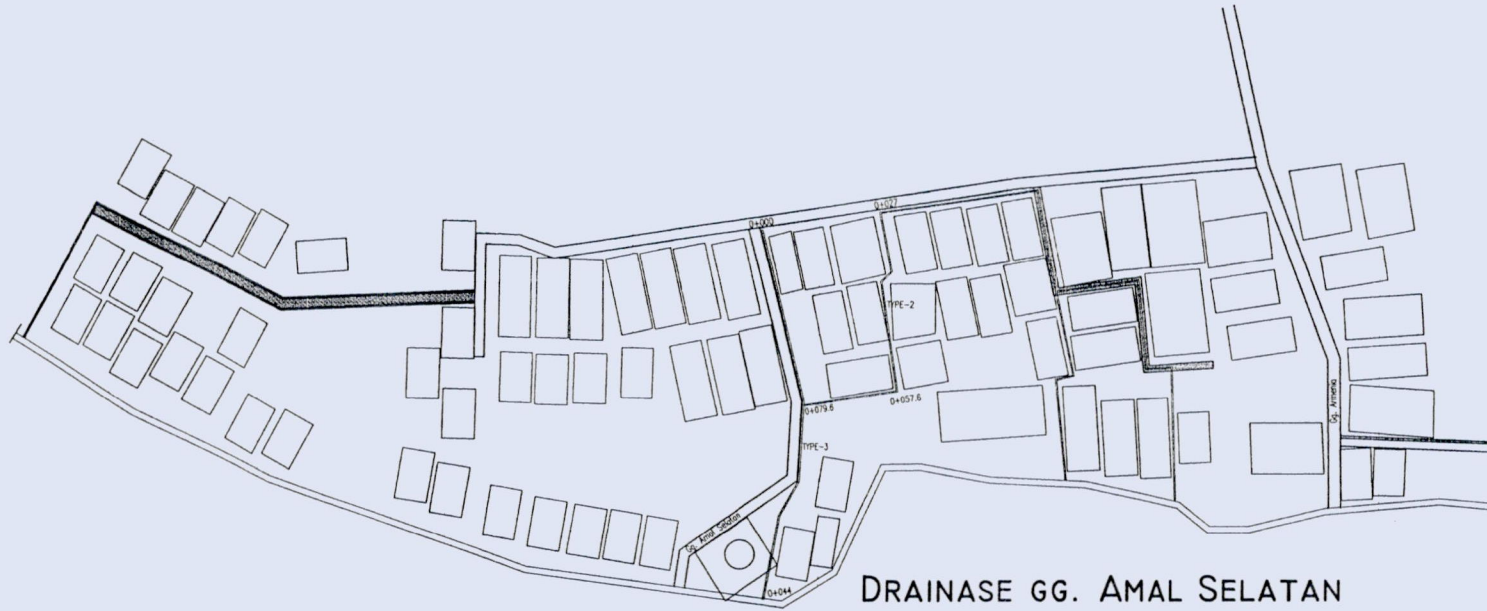 0+000
0+027
TYPE-2
0+079.6
0+057.6
TYPE-3
Gg. Armenia
Gg. Amal Selatan
0+044
DRAINASE GG. AMAL SELATAN